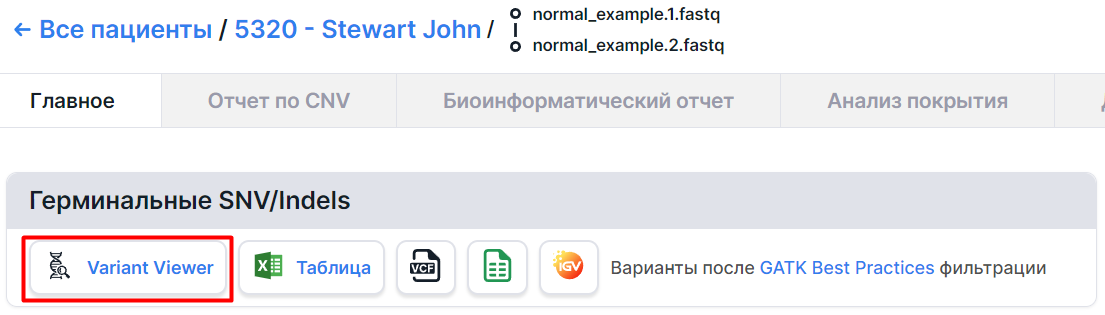 ← Все пациенты / 5320 - Stewart John /
normal_example.1.fastq
normal_example.2.fastq
Главное
Отчет по CNV
Биоинформатический отчет
Анализ покрытия
Герминальные SNV/Indels
Variant Viewer
Таблица
VCF
IGV
Варианты после GATK Best Practices фильтрации